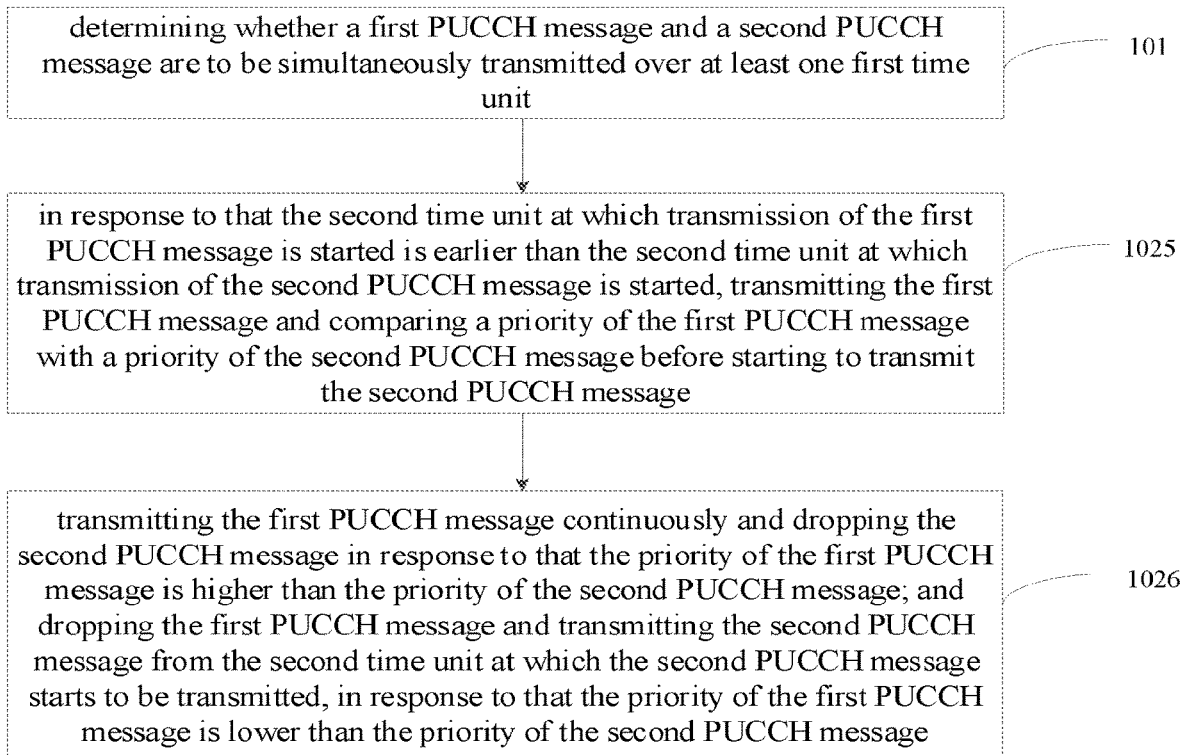 determining whether a first PUCCH message and a second PUCCH
message are to be simultaneously transmitted over at least one first time
unit
101
in response to that the second time unit at which transmission of the first
PUCCH message is started is earlier than the second time unit at which
transmission of the second PUCCH message is started, transmitting the first
PUCCH message and comparing a priority of the first PUCCH message
with a priority of the second PUCCH message before starting to transmit
the second PUCCH message
1025
transmitting the first PUCCH message continuously and dropping the
second PUCCH message in response to that the priority of the first PUCCH
message is higher than the priority of the second PUCCH message; and
dropping the first PUCCH message and transmitting the second PUCCH
message from the second time unit at which the second PUCCH message
starts to be transmitted, in response to that the priority of the first PUCCH
message is lower than the priority of the second PUCCH message
1026